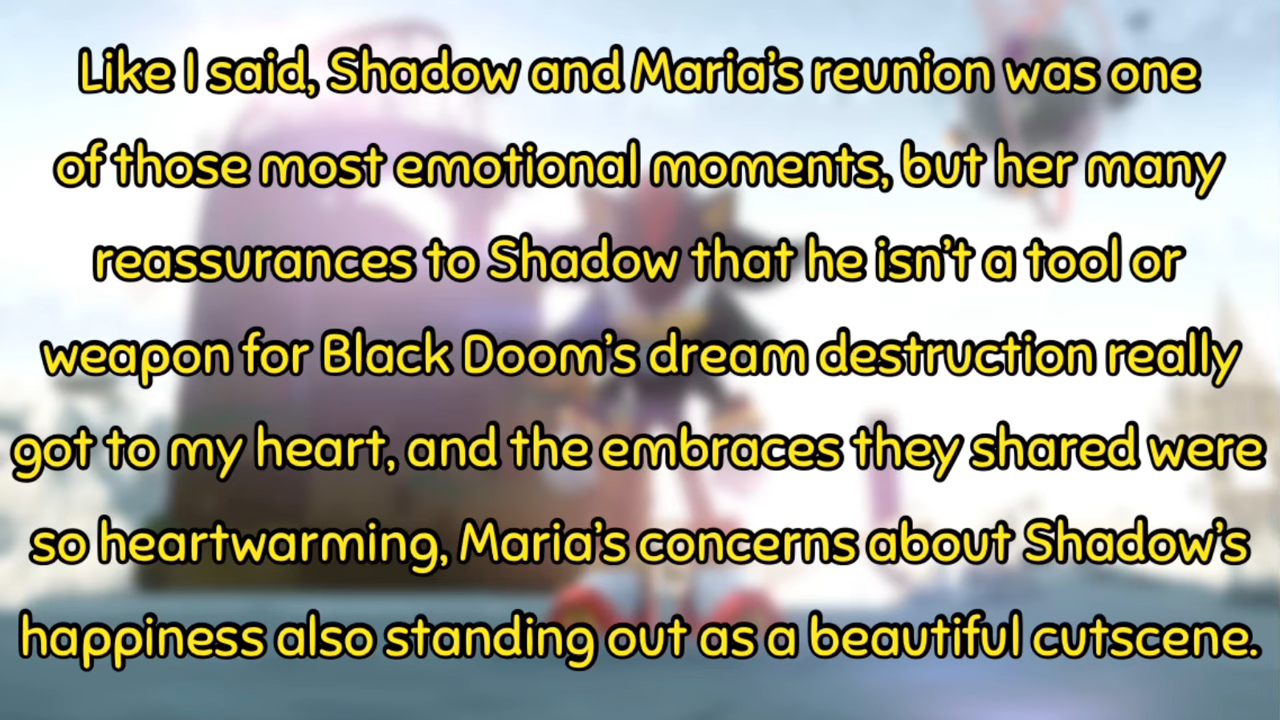 Like I said, Shadow and Maria's reunion was one
of those most emotional moments, but her many
reassurances to Shadow that he isn't a tool or
weapon for Black Doom's dream destruction really
got to my heart, and the embraces they shared were
so heartwarming, Maria's concerns about Shadow's
happiness also standing out as a beautiful cutscene.